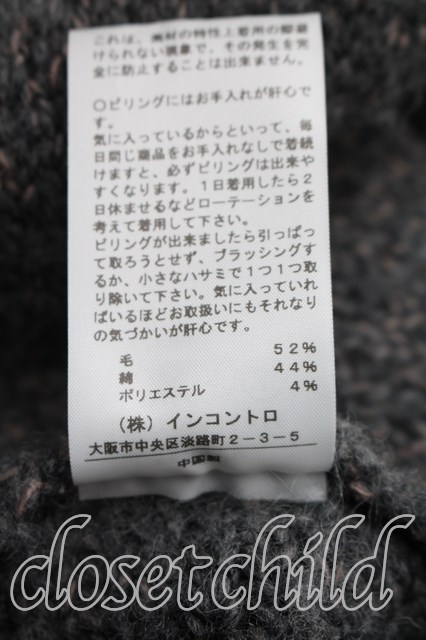 これは、素材の特性上着用の際避
けられない現象で、その発生を完
全に防止することは出来ません。
○ピリングにはお手入れが肝心で
す。
気に入っているからといって、毎
日同じ商品をお手入れなしで着続
けますと、必ずピリングは出来や
すくなります。1日着用したら2
日休ませるなどローテーションを
考えて着用して下さい。
ピリングが出来ましたら引っぱっ
て取ろうとせず、ブラッシングす
るか、小さなハサミで1つ1つ取
り除いて下さい。気に入っていれ
ばいるほどお取扱いにもそれなり
の気づかいが肝心です。
毛 52%
綿 44%
ポリエステル 4%
(株)インコントロ
大阪市中央区淡路町2-3-5
中国製
closetchild